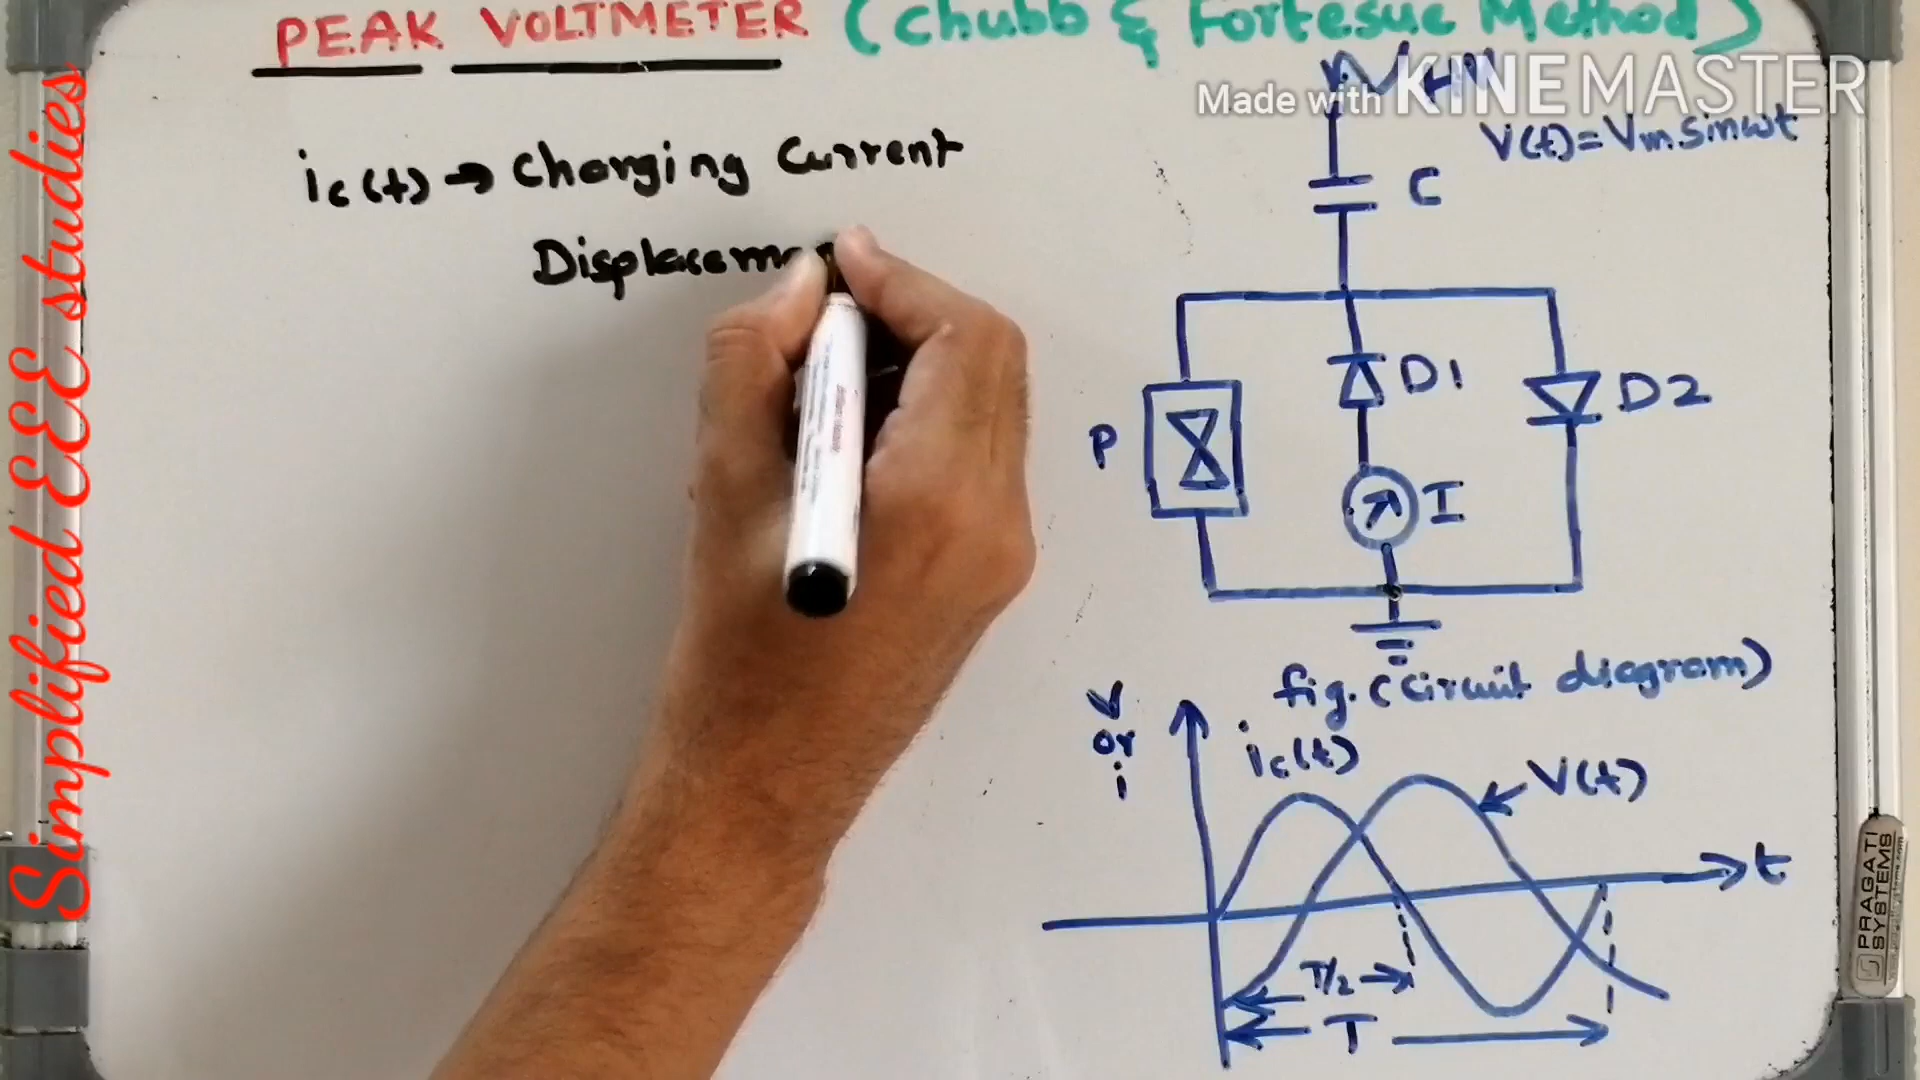 PEAK VOLTMETER (Chubb & Fortesue Method)
Made with KINEMASTER
V(t)=Vm.sinωt
ic(t) → Charging Current
Displacemen
C
D1
D2
P
I
fig.(circuit diagram)
V
or
i
ic(t)
V(t)
t
T/2
T
Simplified EEE studies
PRAGATI
SYSTEMS